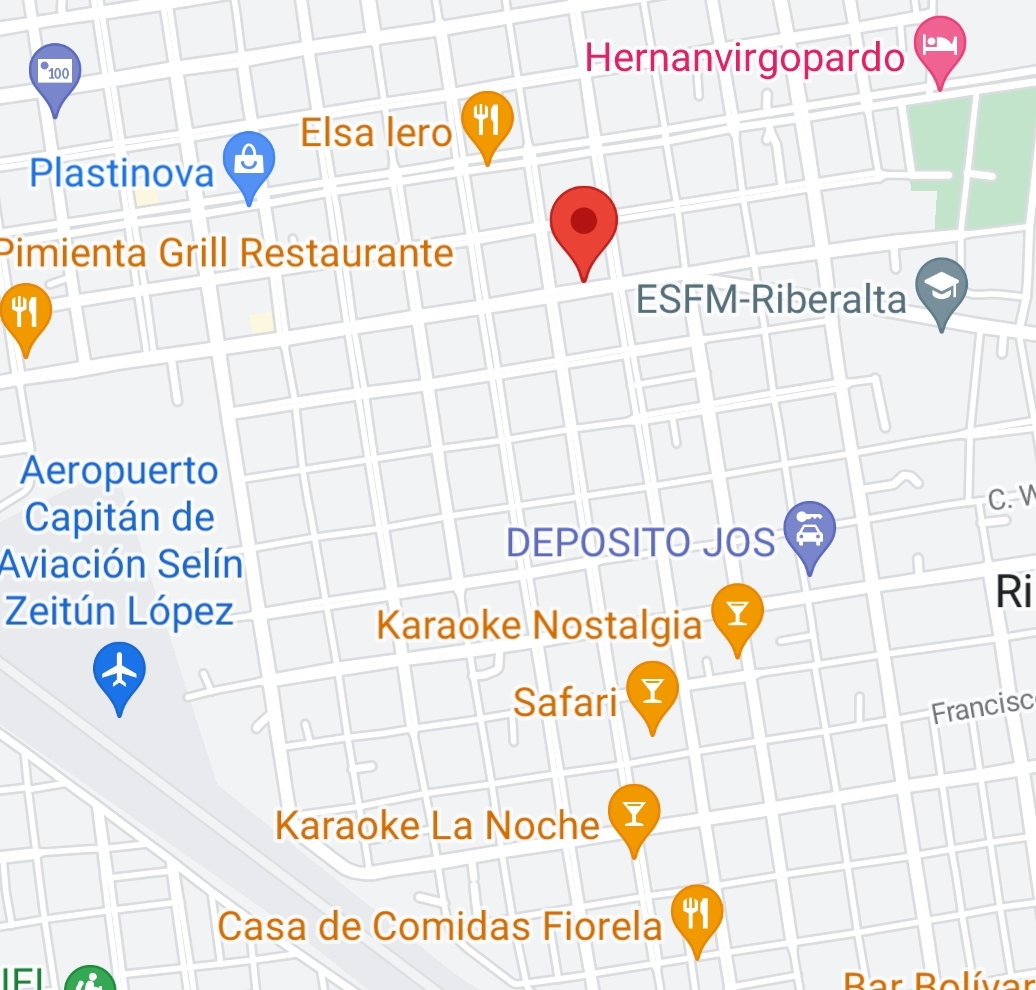 Hernanvirgopardo
100
Elsa lero
Plastinova
Pimienta Grill Restaurante
ESFM-Riberalta
Aeropuerto
Capitán de
Aviación Selín
Zeitún López
C. W
DEPOSITO JOS
Ri
Karaoke Nostalgia
Safari
Francisc
Karaoke La Noche
Casa de Comidas Fiorela
Bar Bolívar